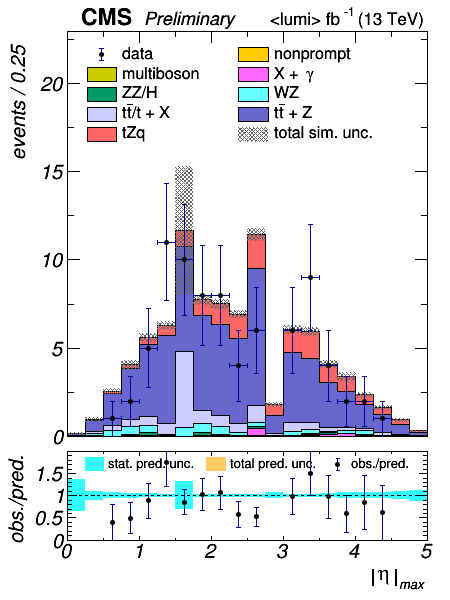 CMS Preliminary <lumi> fb⁻¹ (13 TeV)
events / 0.25
20
15
10
5
0
data
nonprompt
multiboson
X + γ
ZZ/H
WZ
tt̄/t + X
tt̄ + Z
tZq
total sim. unc.
obs./pred.
1.5
1
0.5
0
stat. pred. unc.
total pred. unc.
obs./pred.
0 1 2 3 4 5
|η|max